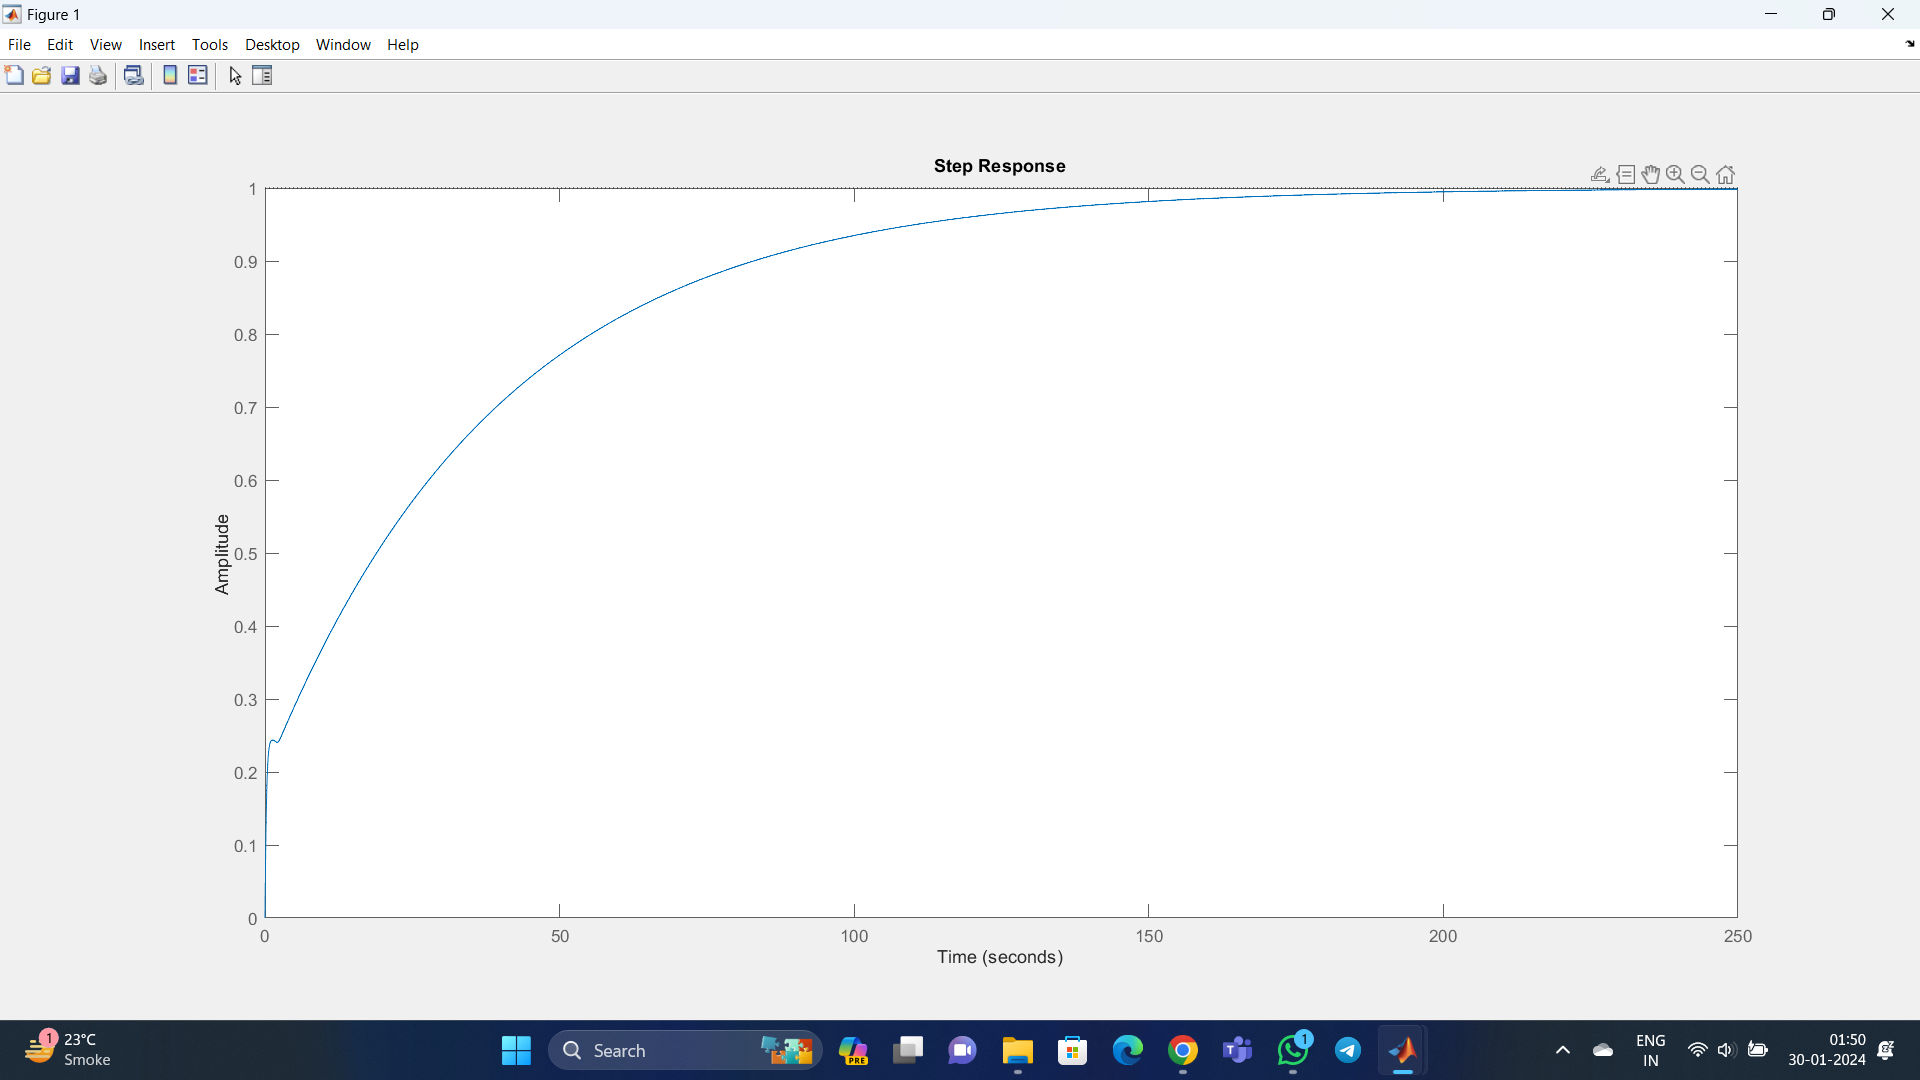 Figure 1
File Edit View Insert Tools Desktop Window Help
Step Response
1
0.9
0.8
0.7
0.6
0.5
0.4
0.3
0.2
0.1
0
Amplitude
0 50 100 150 200 250
Time (seconds)
1
23°C
Smoke
Search
PRE
T
1
ENG
IN
01:50
30-01-2024